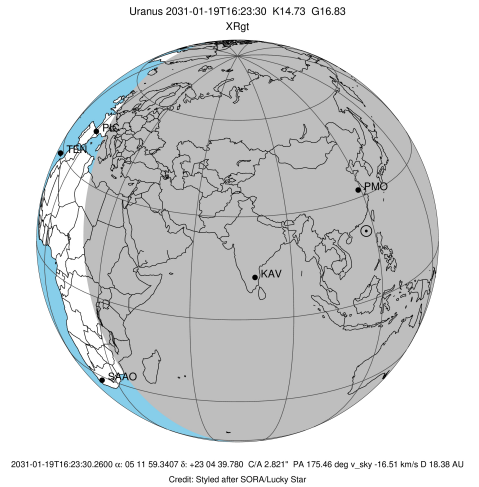 Uranus 2031-01-19T16:23:30 K14.73 G16.83
XRgt
PIC
TEN
PMO
KAV
SAAO
2031-01-19T16:23:30.2600 α: 05 11 59.3407 δ: +23 04 39.780 C/A 2.821" PA 175.46 deg v_sky -16.51 km/s D 18.38 AU
Credit: Styled after SORA/Lucky Star